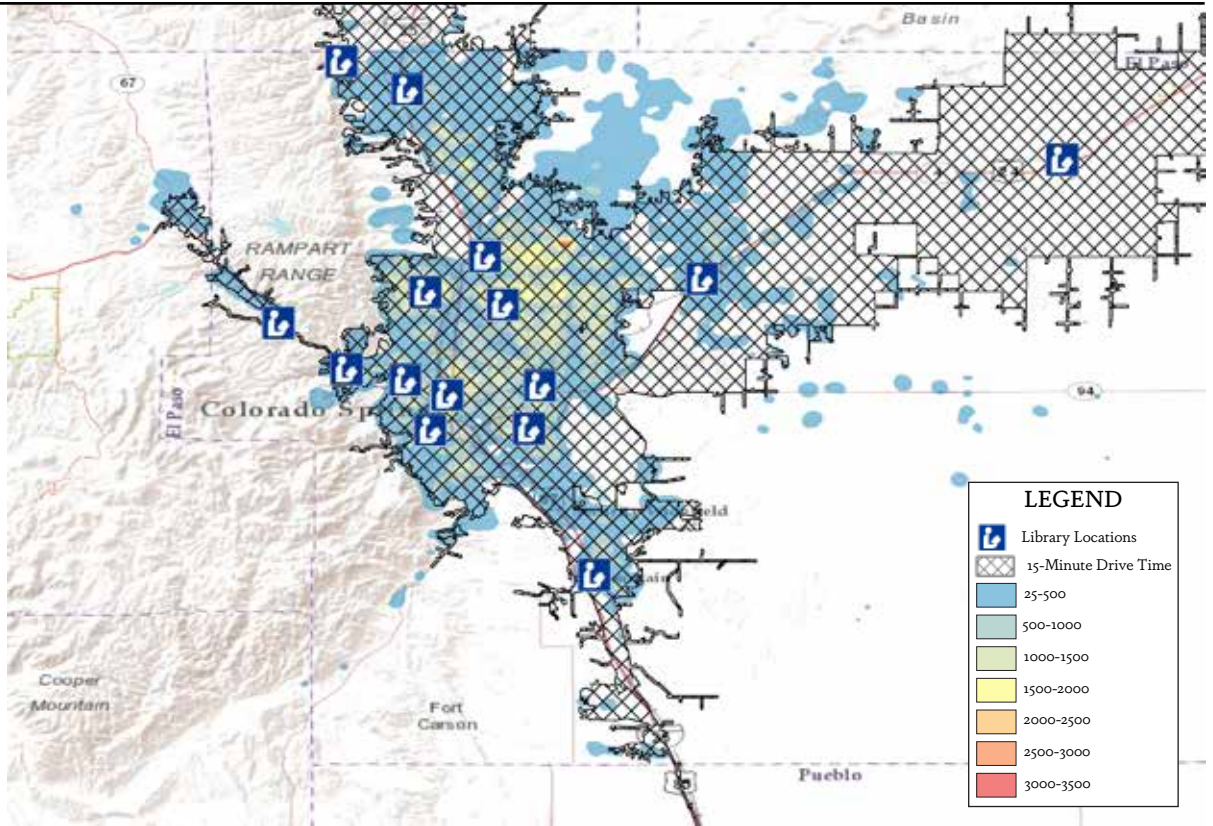 Basin
El Paso
67
24
RAMPART
RANGE
94
Colorado Sp
El Paso
LEGEND
Library Locations
15-Minute Drive Time
25-500
500-1000
1000-1500
1500-2000
2000-2500
2500-3000
3000-3500
Cooper
Mountain
Fort
Carson
Pueblo